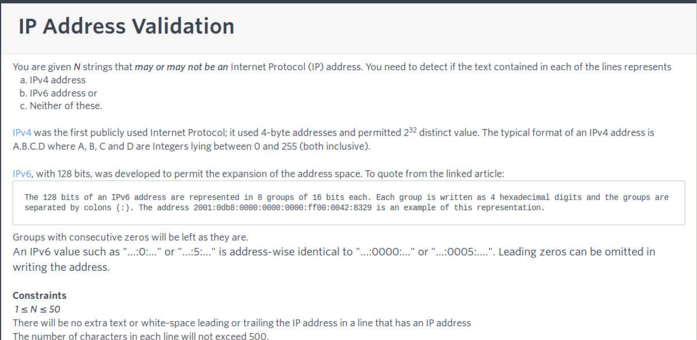 IP Address Validation
You are given N strings that may or may not be an Internet Protocol (IP) address. You need to detect if the text contained in each of the lines represents
a. IPv4 address
b. IPv6 address or
c. Neither of these.
IPv4 was the first publicly used Internet Protocol; it used 4-byte addresses and permitted 2³² distinct value. The typical format of an IPv4 address is
A.B.C.D where A, B, C and D are Integers lying between 0 and 255 (both inclusive).
IPv6, with 128 bits, was developed to permit the expansion of the address space. To quote from the linked article:
The 128 bits of an IPv6 address are represented in 8 groups of 16 bits each. Each group is written as 4 hexadecimal digits and the groups are
separated by colons (:). The address 2001:0db8:0000:0000:0000:ff00:0042:8329 is an example of this representation.
Groups with consecutive zeros will be left as they are.
An IPv6 value such as "...:0:..." or "...:5:..." is address-wise identical to "...:0000:..." or "...:0005:....". Leading zeros can be omitted in
writing the address.
Constraints
1 ≤ N ≤ 50
There will be no extra text or white-space leading or trailing the IP address in a line that has an IP address
The number of characters in each line will not exceed 500.